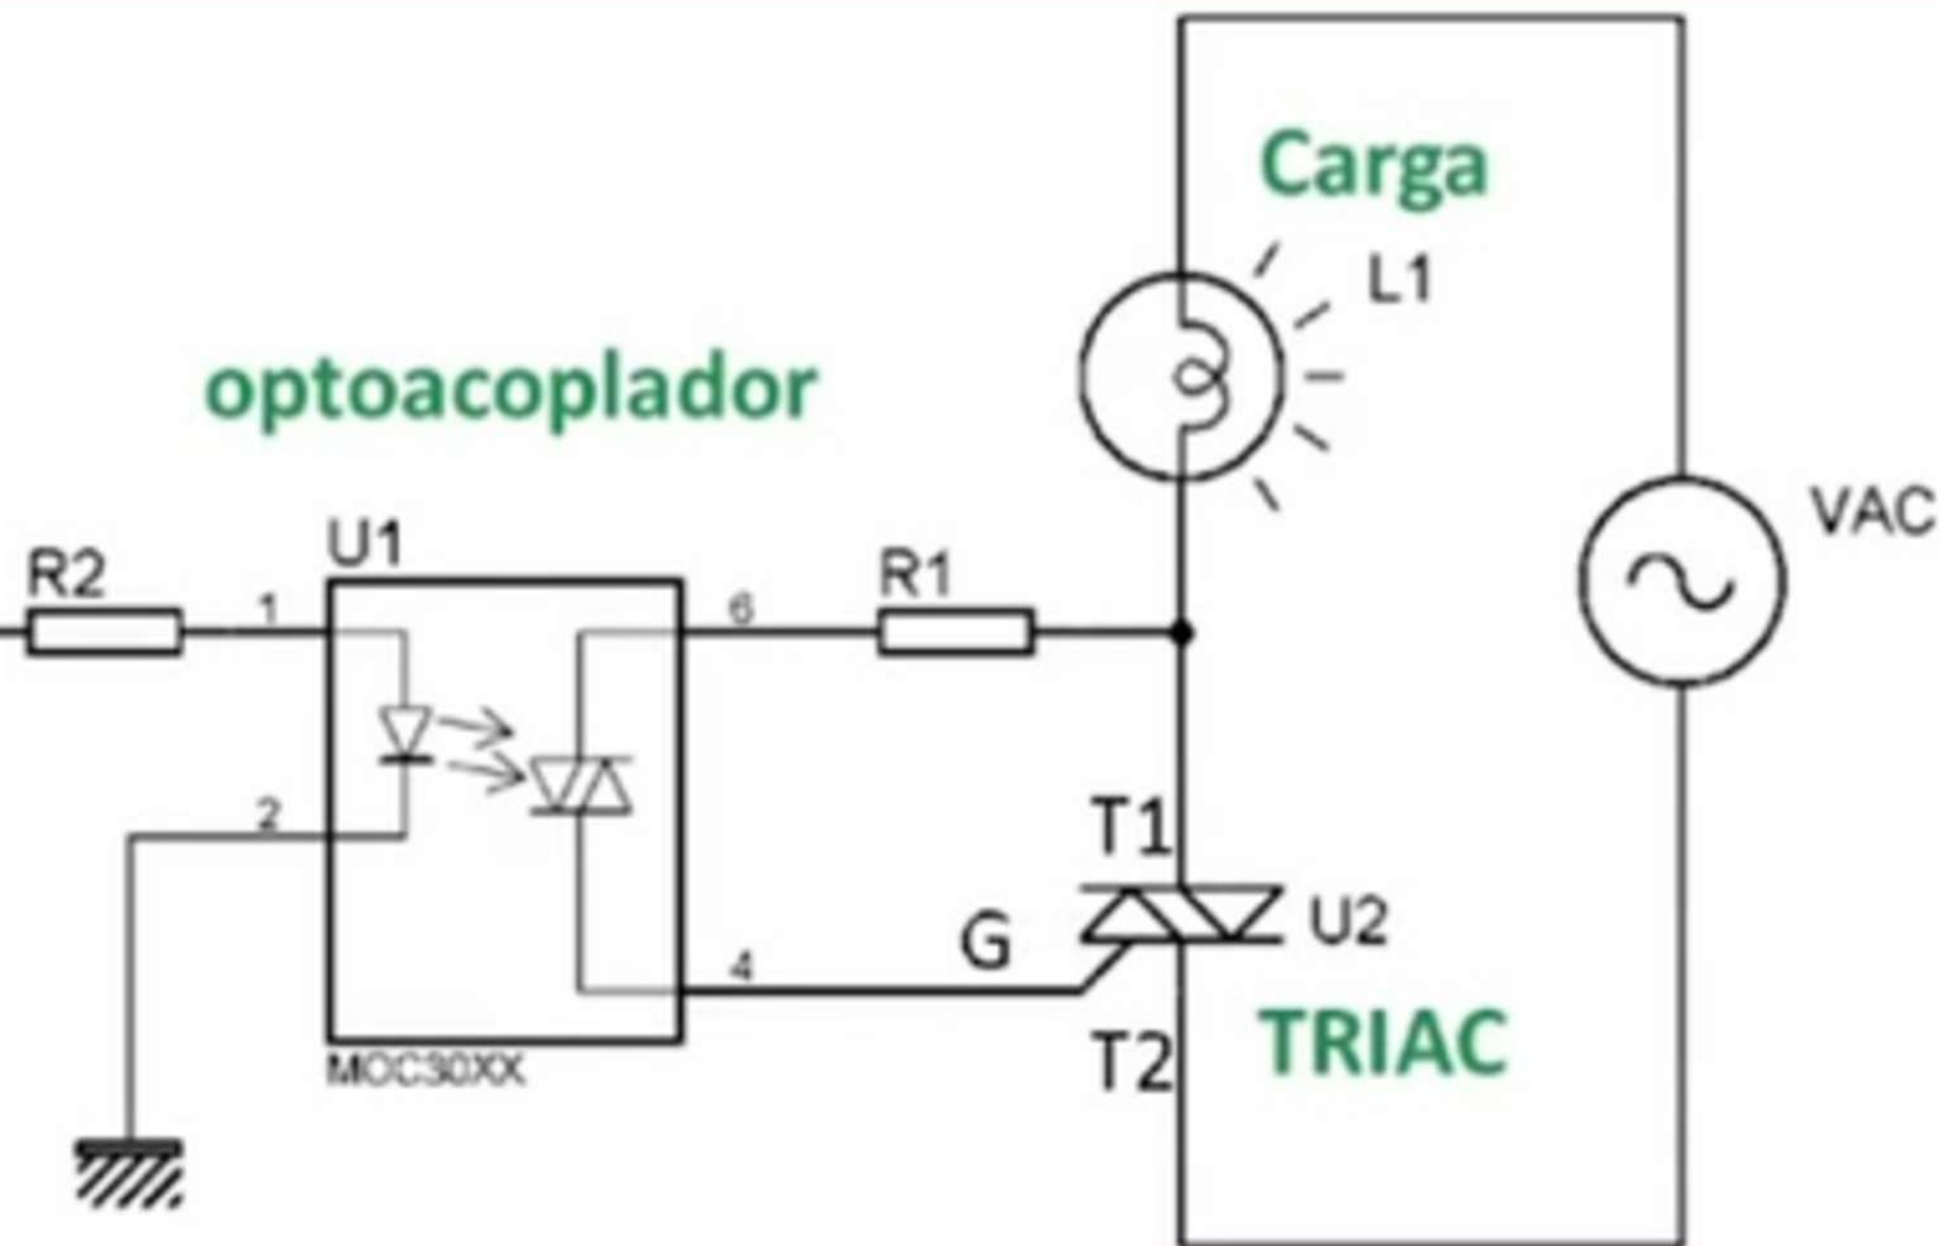 Carga
L1
optoacoplador
VAC
U1
R2
R1
1
6
2
T1
G
U2
4
TRIAC
T2
MOC30XX